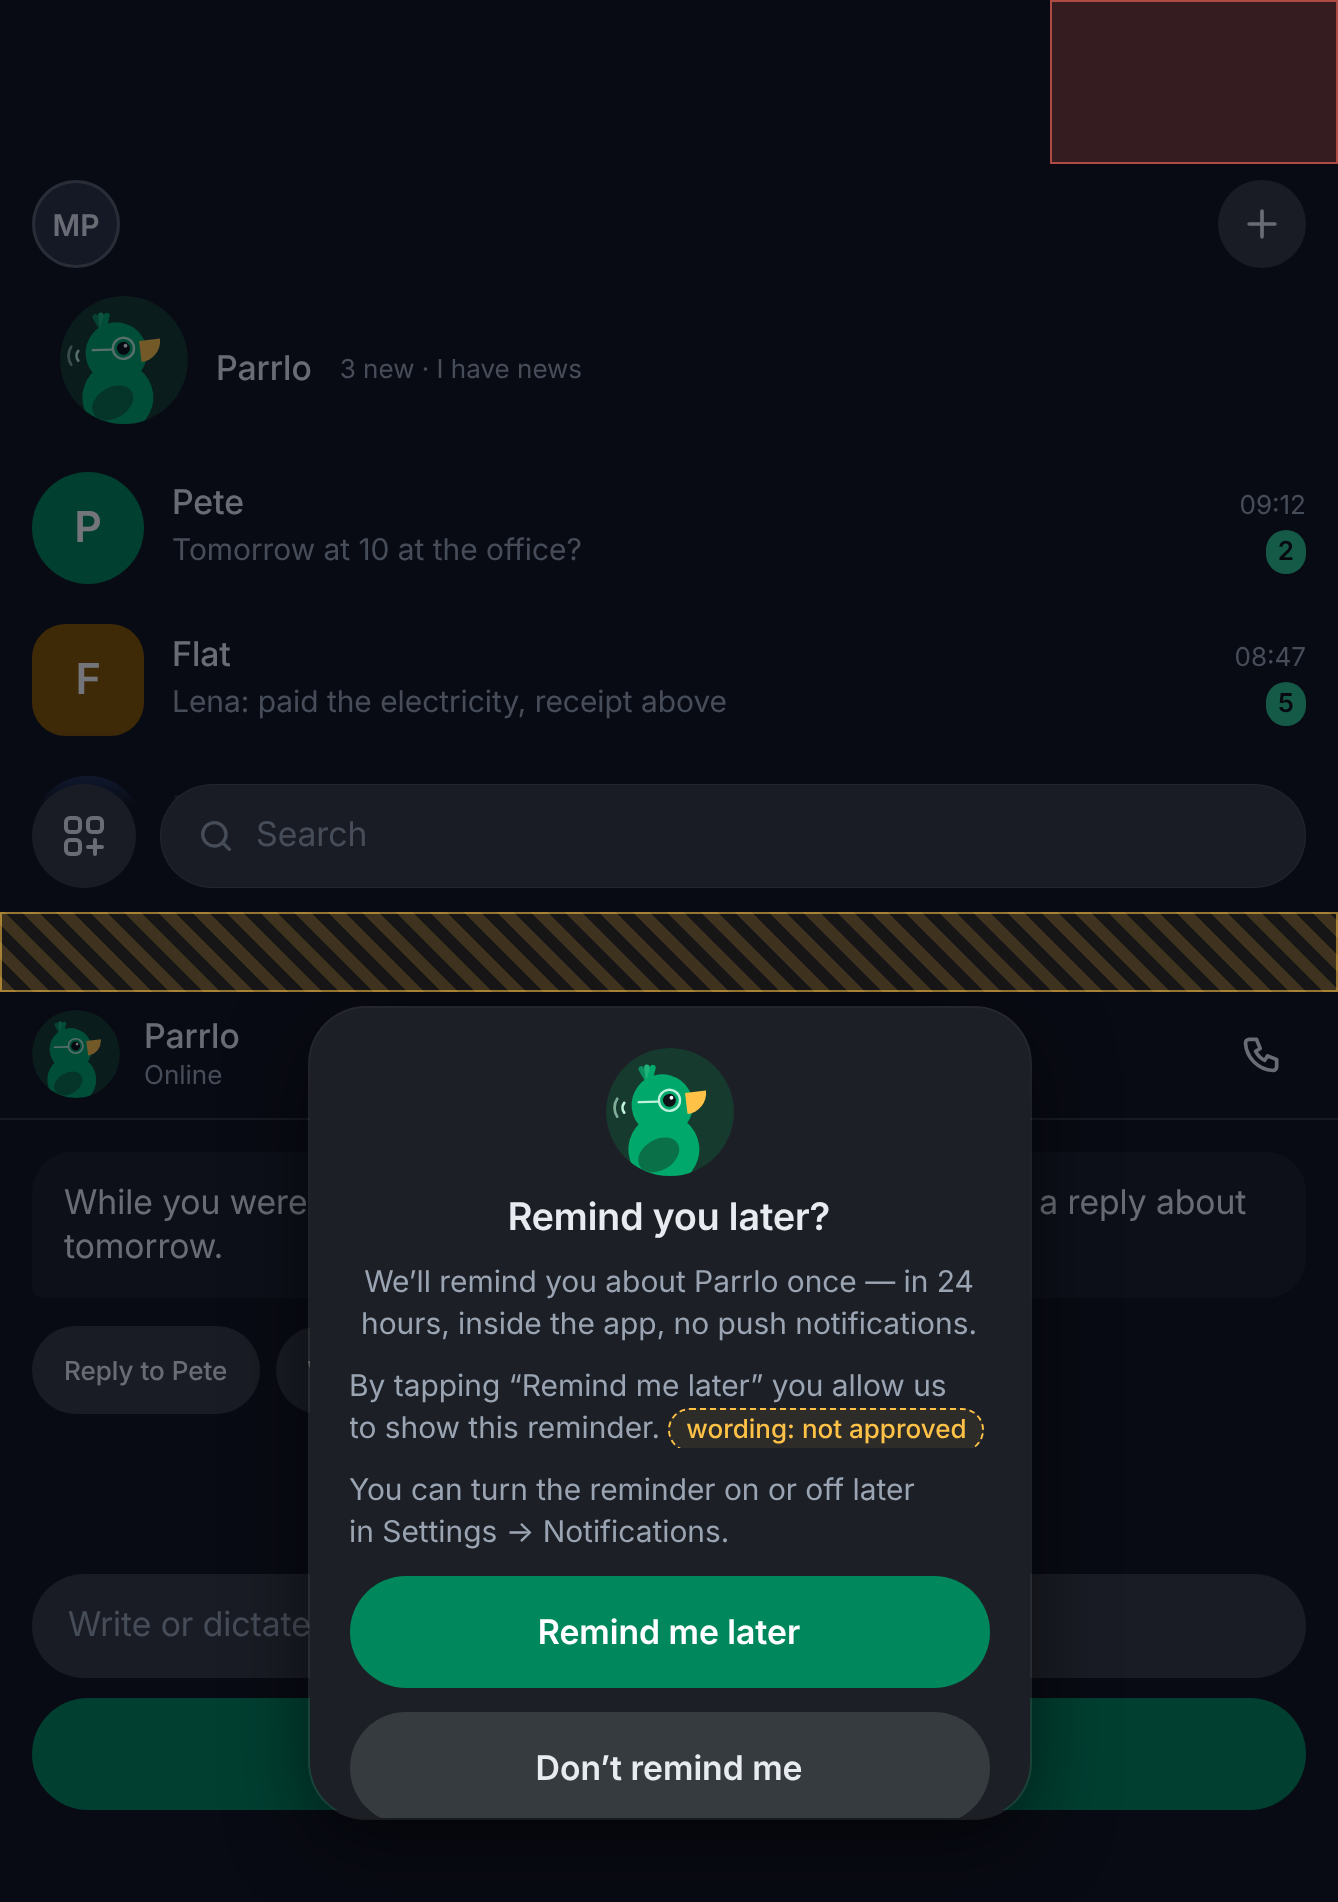 MP
Parrlo 3 new · I have news
P
Pete
09:12
Tomorrow at 10 at the office?
2
F
Flat
08:47
Lena: paid the electricity, receipt above
5
Search
Parrlo
Online
While you were
a reply about
tomorrow.
Reply to Pete
Remind you later?
We’ll remind you about Parrlo once — in 24
hours, inside the app, no push notifications.
By tapping “Remind me later” you allow us
to show this reminder. wording: not approved
You can turn the reminder on or off later
in Settings → Notifications.
Write or dictate
Remind me later
Don’t remind me